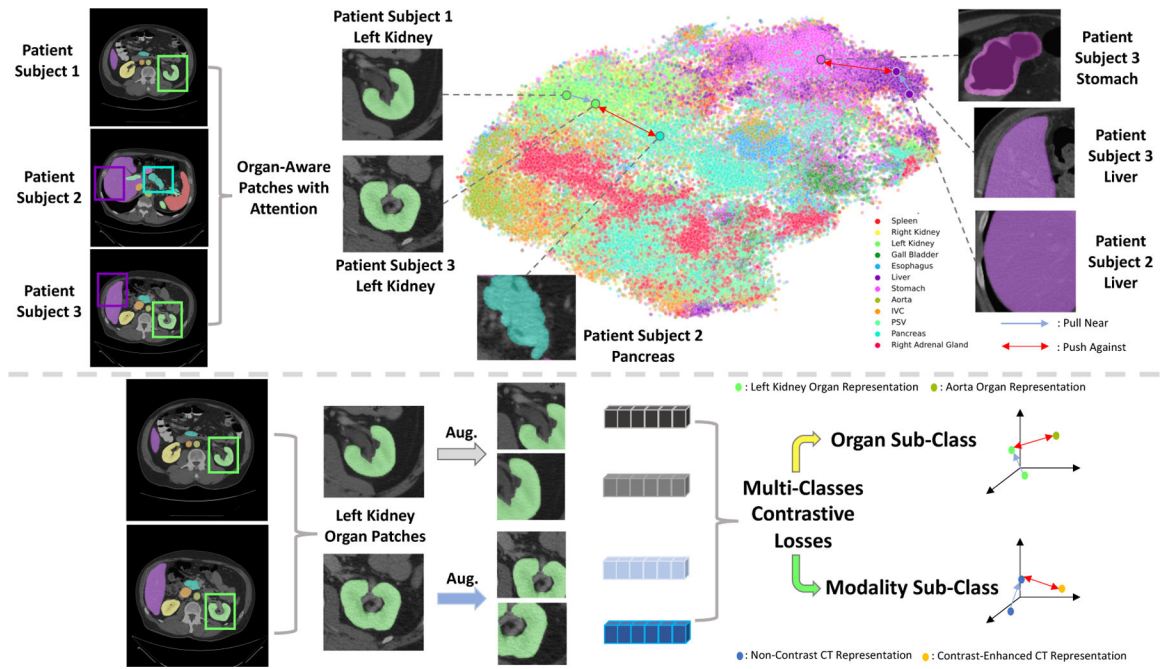 Patient
Subject 1
Patient
Subject 2
Patient
Subject 3
Organ-Aware
Patches with
Attention
Patient Subject 1
Left Kidney
Patient Subject 3
Left Kidney
Patient Subject 2
Pancreas
Spleen
Right Kidney
Left Kidney
Gall Bladder
Esophagus
Liver
Stomach
Aorta
IVC
PSV
Pancreas
Right Adrenal Gland
Patient
Subject 3
Stomach
Patient
Subject 3
Liver
Patient
Subject 2
Liver
: Pull Near
: Push Against
Left Kidney
Organ Patches
Aug.
Aug.
Multi-Classes
Contrastive
Losses
Organ Sub-Class
Modality Sub-Class
: Left Kidney Organ Representation
: Aorta Organ Representation
: Non-Contrast CT Representation
: Contrast-Enhanced CT Representation